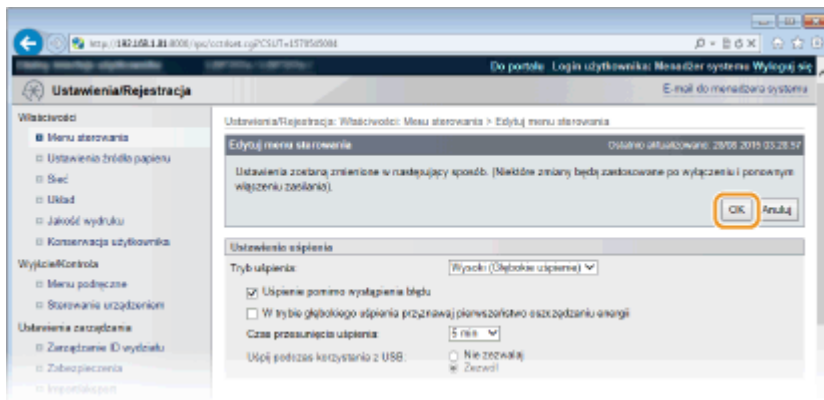 Do portalu Login użytkownika: Menedżer systemu Wyloguj się
Ustawienia/Rejestracja
E-mail do menedżera systemu
Właściwości
Menu sterowania
Ustawienia źródła papieru
Sieć
Układ
Jakość wydruku
Konserwacja użytkownika
Wyjście/Kontrola
Menu podręczne
Sterowanie urządzeniem
Ustawienia zarządzania
Zarządzanie ID wydziału
Zabezpieczenia
Import/eksport
Ustawienia/Rejestracja: Właściwości: Menu sterowania > Edytuj menu sterowania
Edytuj menu sterowania
Ostatnio aktualizowane: 28/08 2015 03:28:57
Ustawienia zostaną zmienione w następujący sposób. (Niektóre zmiany będą zastosowane po wyłączeniu i ponownym
włączeniu zasilania).
OK Anuluj
Ustawienia uśpienia
Tryb uśpienia: Wysoki (Głębokie uśpienie)
Uśpienie pomimo wystąpienia błędu
W trybie głębokiego uśpienia przyznawaj pierwszeństwo oszczędzaniu energii
Czas przesunięcia uśpienia: 5 min
Uśpij podczas korzystania z USB: Nie zezwalaj
Zezwól